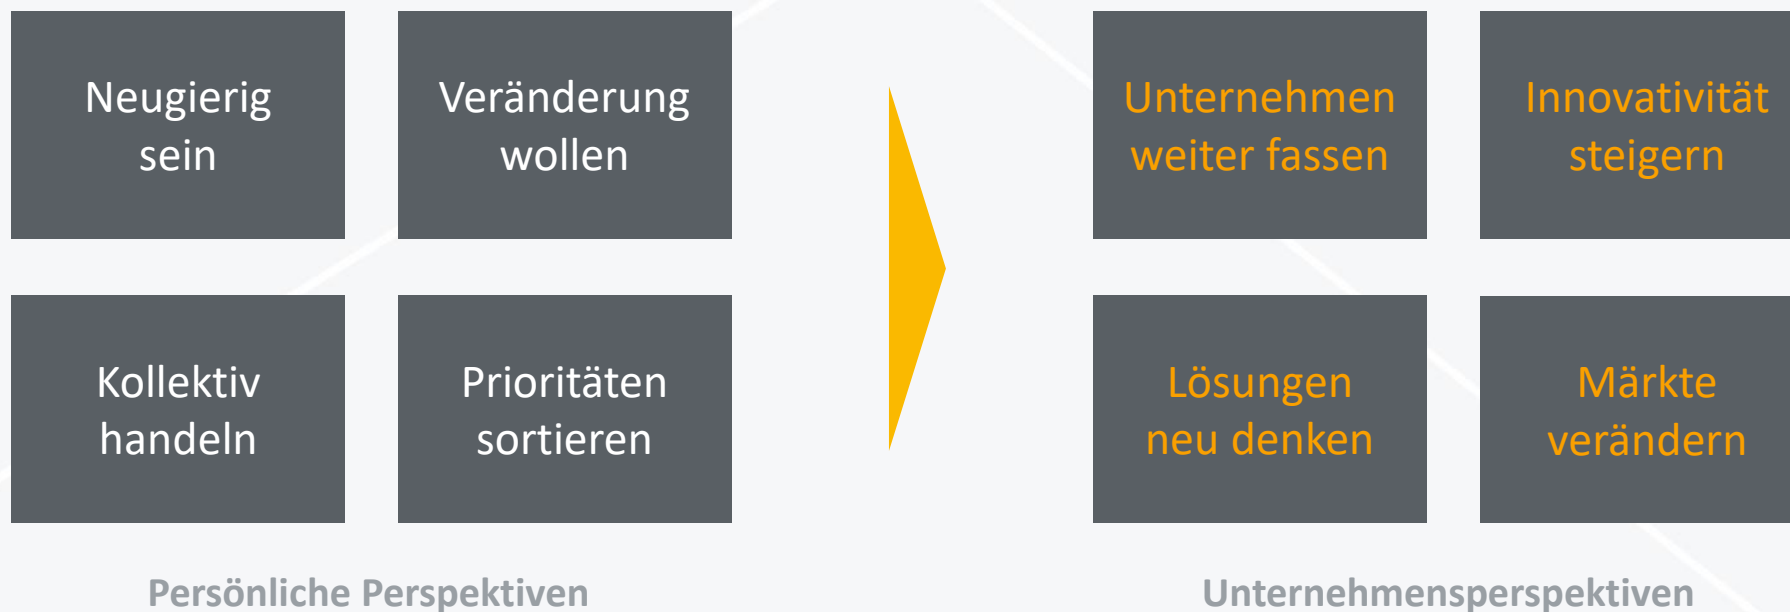 Neugierig
sein
Veränderung
wollen
Kollektiv
handeln
Prioritäten
sortieren
Persönliche Perspektiven
Unternehmen
weiter fassen
Innovativität
steigern
Lösungen
neu denken
Märkte
verändern
Unternehmensperspektiven